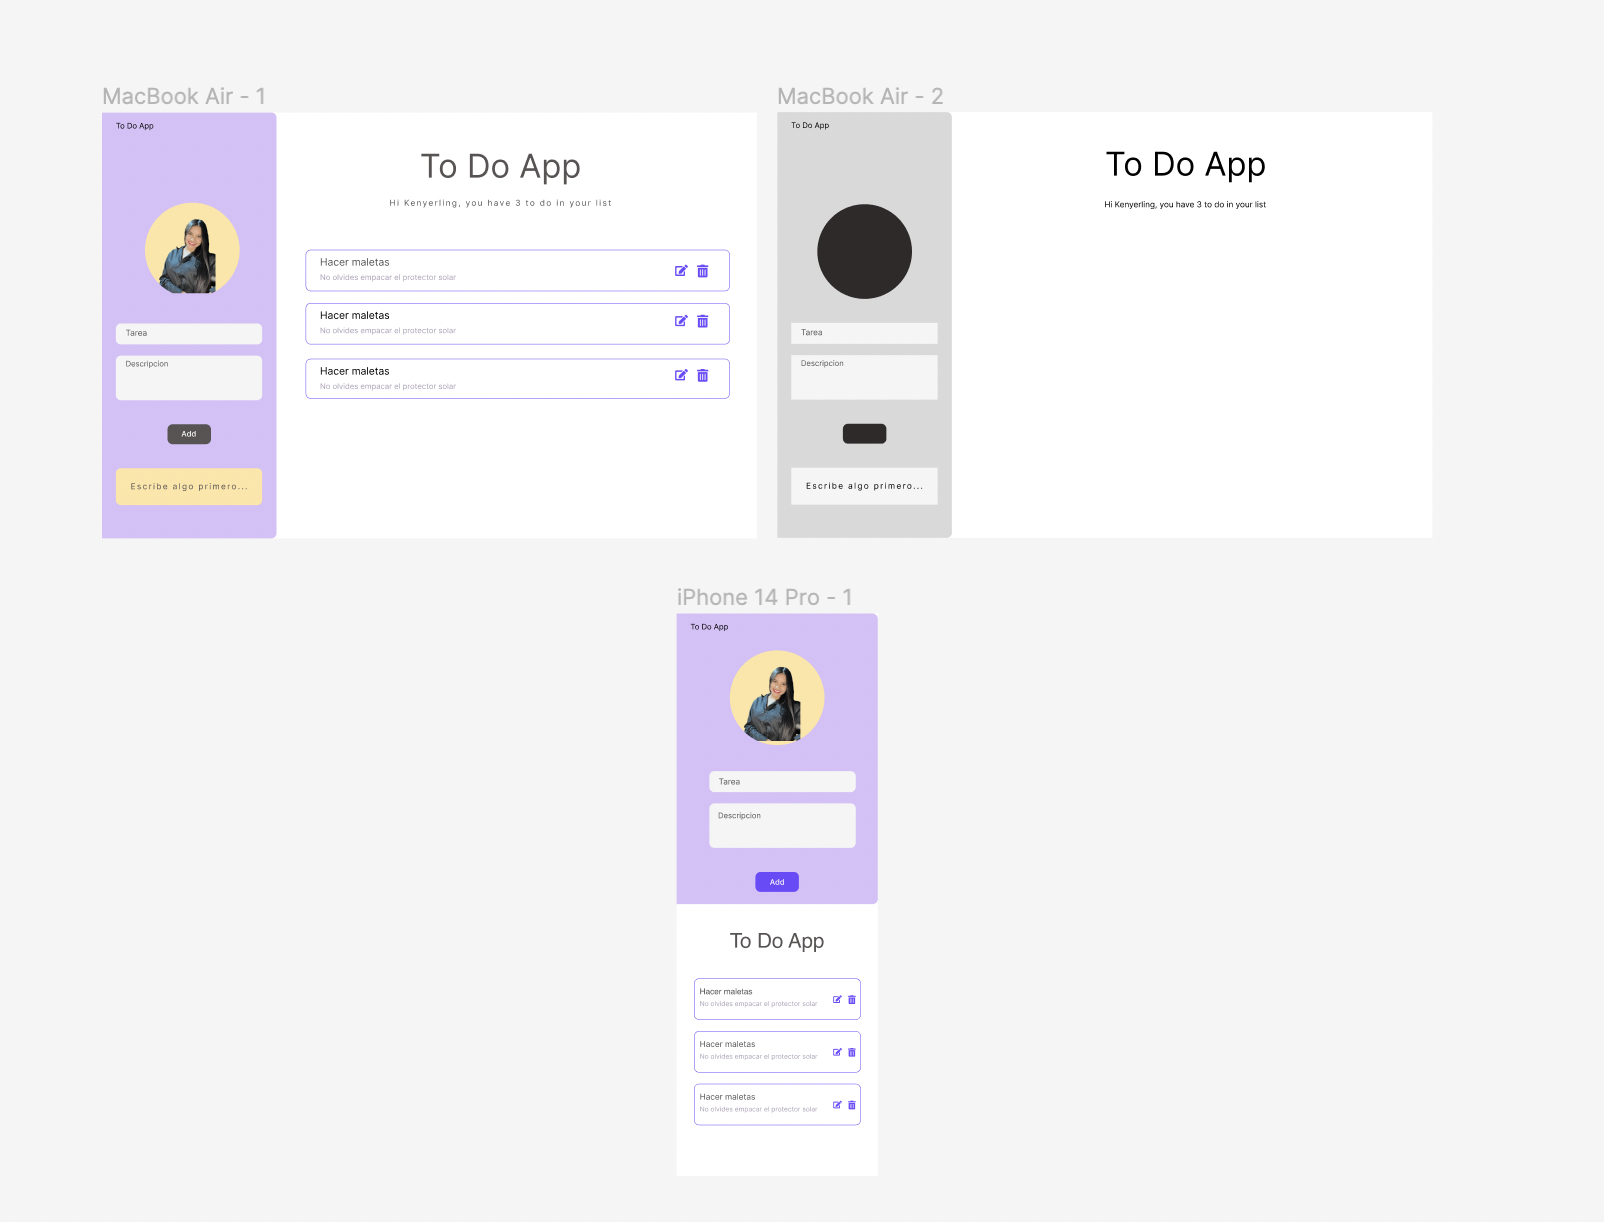 MacBook Air - 1
To Do App
Tarea
Descripcion
Add
Escribe algo primero...
To Do App
Hi Kenyerling, you have 3 to do in your list
Hacer maletas
No olvides empacar el protector solar
Hacer maletas
No olvides empacar el protector solar
Hacer maletas
No olvides empacar el protector solar
MacBook Air - 2
To Do App
Tarea
Descripcion
Escribe algo primero...
To Do App
Hi Kenyerling, you have 3 to do in your list
iPhone 14 Pro - 1
To Do App
Tarea
Descripcion
Add
To Do App
Hacer maletas
No olvides empacar el protector solar
Hacer maletas
No olvides empacar el protector solar
Hacer maletas
No olvides empacar el protector solar